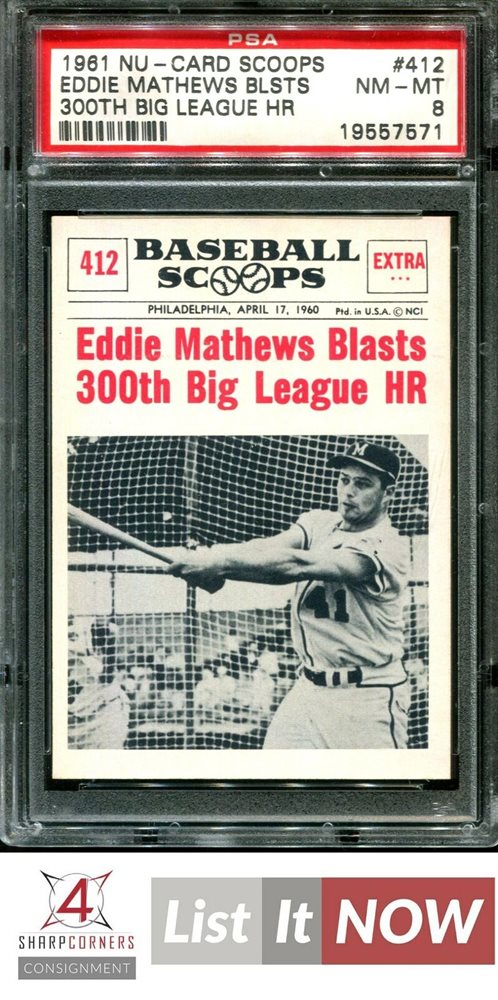 PSA
1961 NU-CARD SCOOPS #412
EDDIE MATHEWS BLSTS NM-MT
300TH BIG LEAGUE HR 8
19557571
412 BASEBALL EXTRA
SCOOPS
PHILADELPHIA, APRIL 17, 1960 Ptd. in U.S.A. © NCI
Eddie Mathews Blasts
300th Big League HR
M
41
4
SHARPCORNERS
CONSIGNMENT
List It NOW